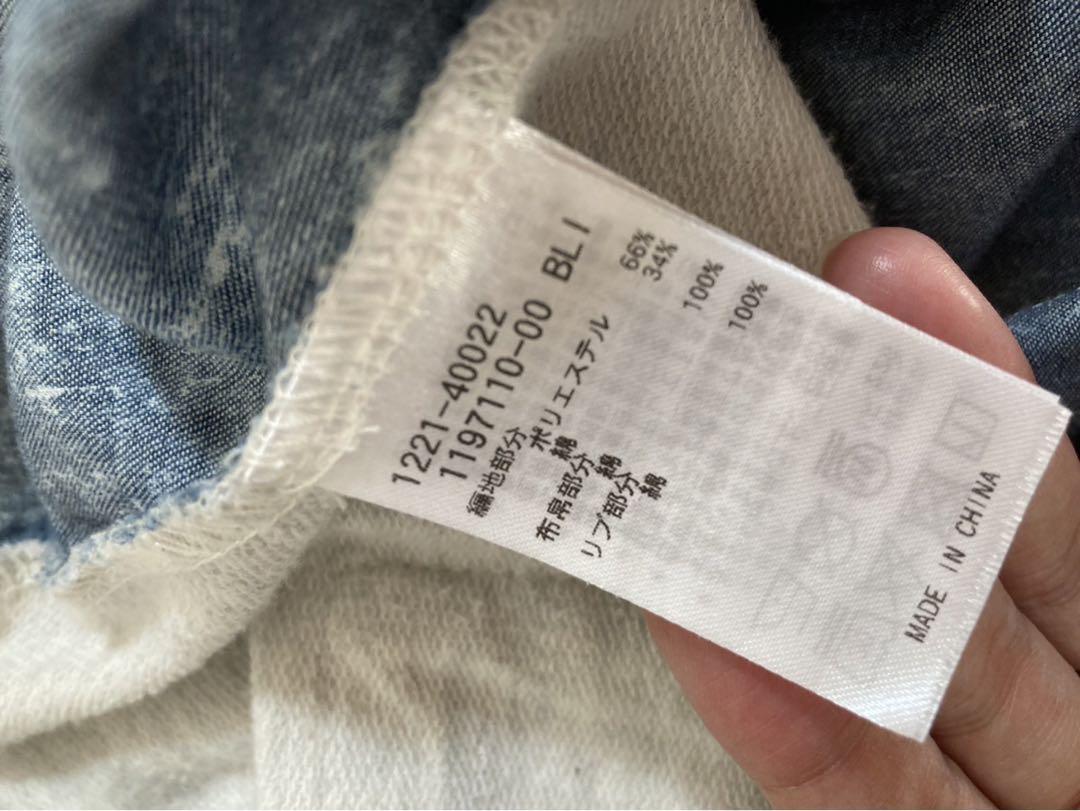 1221-40022
1197110-00 BLI
編地部分
ポリエステル 66%
綿 34%
布帛部分
綿 100%
リブ部分
綿 100%
MADE IN CHINA